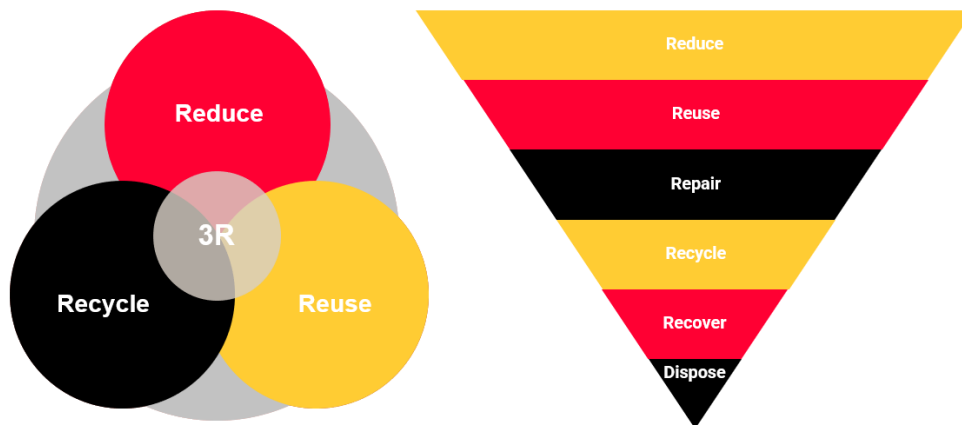 Reduce
3R
Recycle
Reuse
Reduce
Reuse
Repair
Recycle
Recover
Dispose